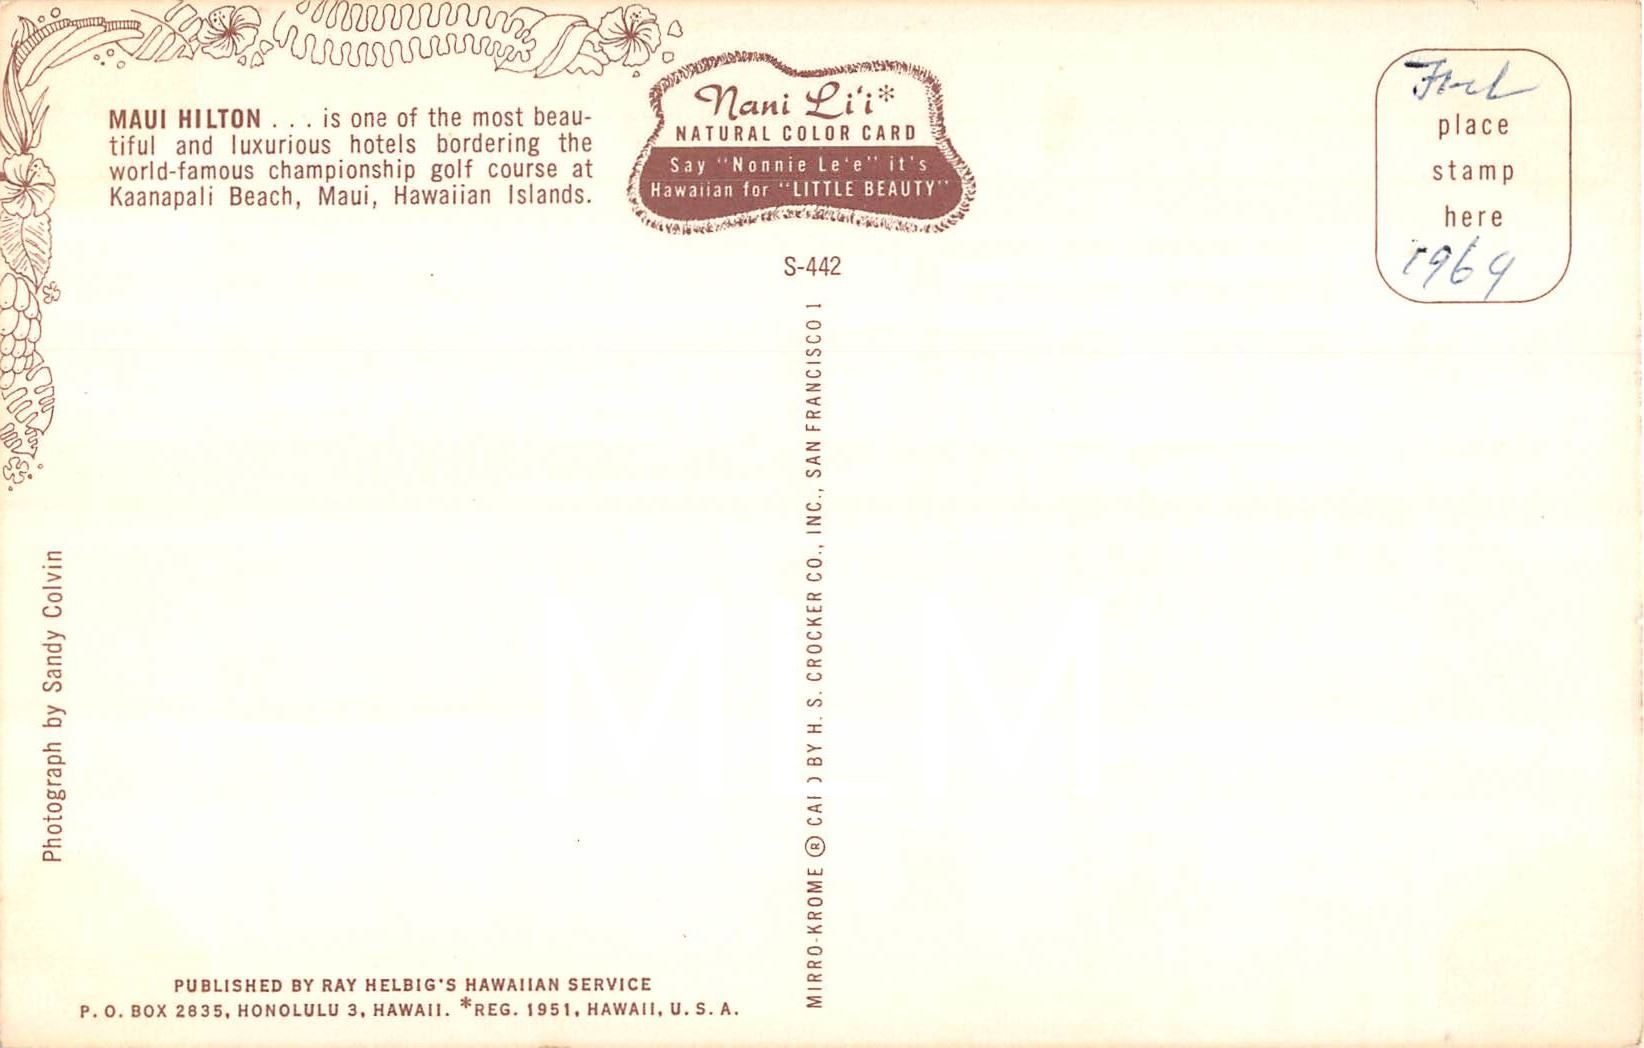 MAUI HILTON . . . is one of the most beau-
tiful and luxurious hotels bordering the
world-famous championship golf course at
Kaanapali Beach, Maui, Hawaiian Islands.
Nani Li'i*
NATURAL COLOR CARD
Say "Nonnie Le'e" it's
Hawaiian for "LITTLE BEAUTY"
S-442
place
stamp
here
1969
MIRRO-KROME ® CA BY H. S. CROCKER CO., INC., SAN FRANCISCO 1
Photograph by Sandy Colvin
MLM
PUBLISHED BY RAY HELBIG'S HAWAIIAN SERVICE
P. O. BOX 2835, HONOLULU 3, HAWAII. *REG. 1951, HAWAII, U. S. A.